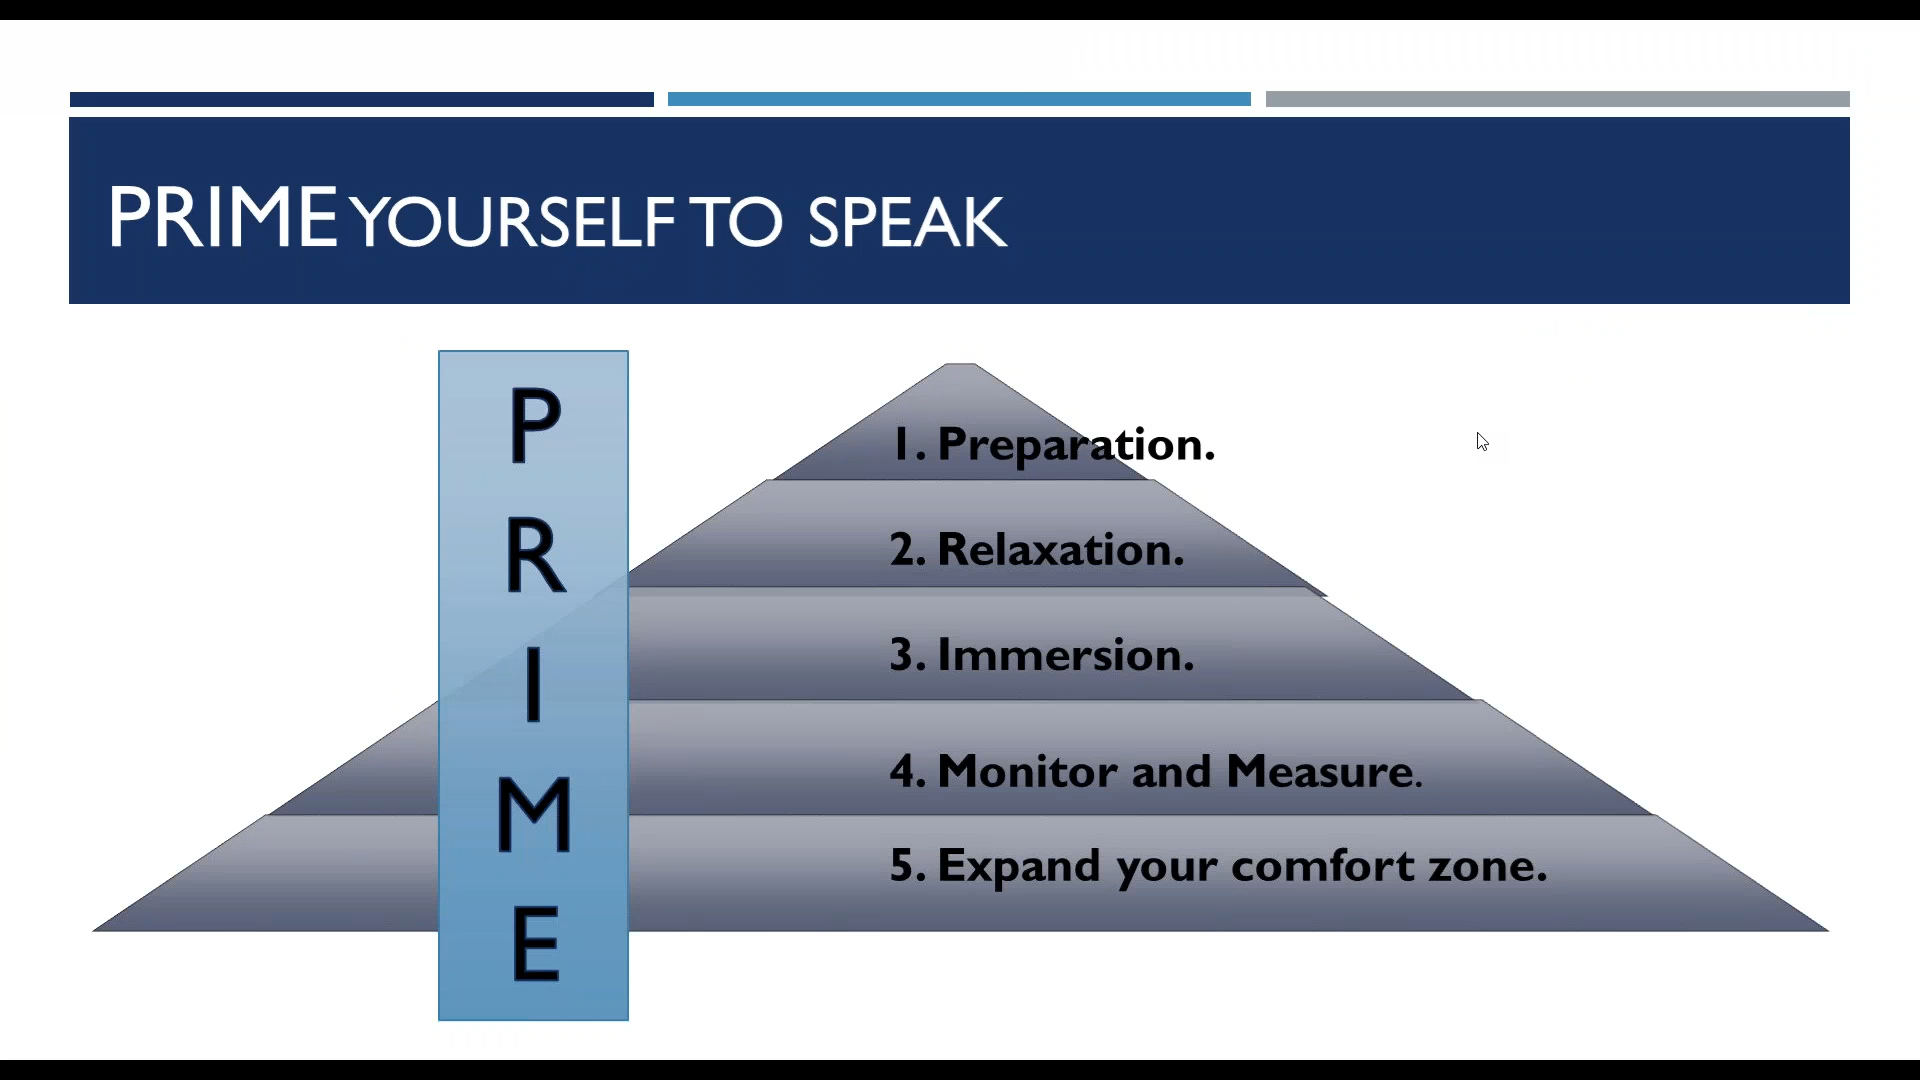 PRIME YOURSELF TO SPEAK
P
R
I
M
E
1. Preparation.
2. Relaxation.
3. Immersion.
4. Monitor and Measure.
5. Expand your comfort zone.